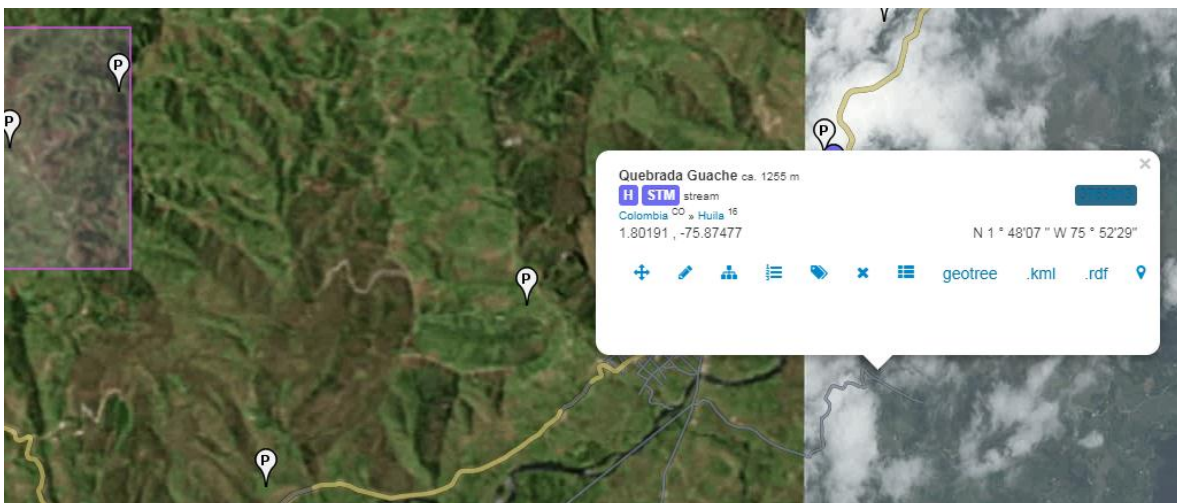 P
P
P
P
P
Quebrada Guache ca. 1255 m
×
H STM stream
Colombia CO » Huila 16
1.80191 , -75.87477 N 1 ° 48'07 " W 75 ° 52'29"
geotree .kml .rdf